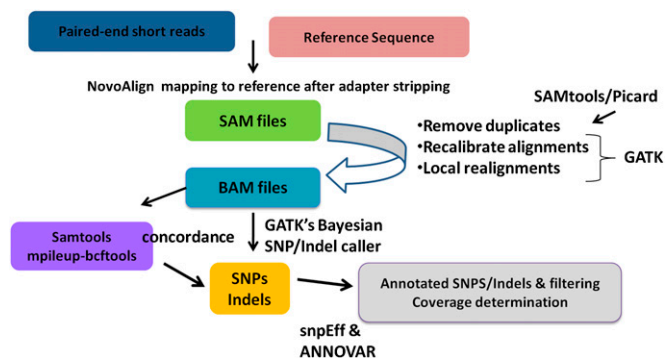 Paired-end short reads
Reference Sequence
NovoAlign mapping to reference after adapter stripping
SAM files
SAMtools/Picard
•Remove duplicates
•Recalibrate alignments
•Local realignments
GATK
BAM files
GATK's Bayesian
SNP/Indel caller
concordance
Samtools
mpileup-bcftools
SNPs
Indels
Annotated SNPS/Indels & filtering
Coverage determination
snpEff &
ANNOVAR